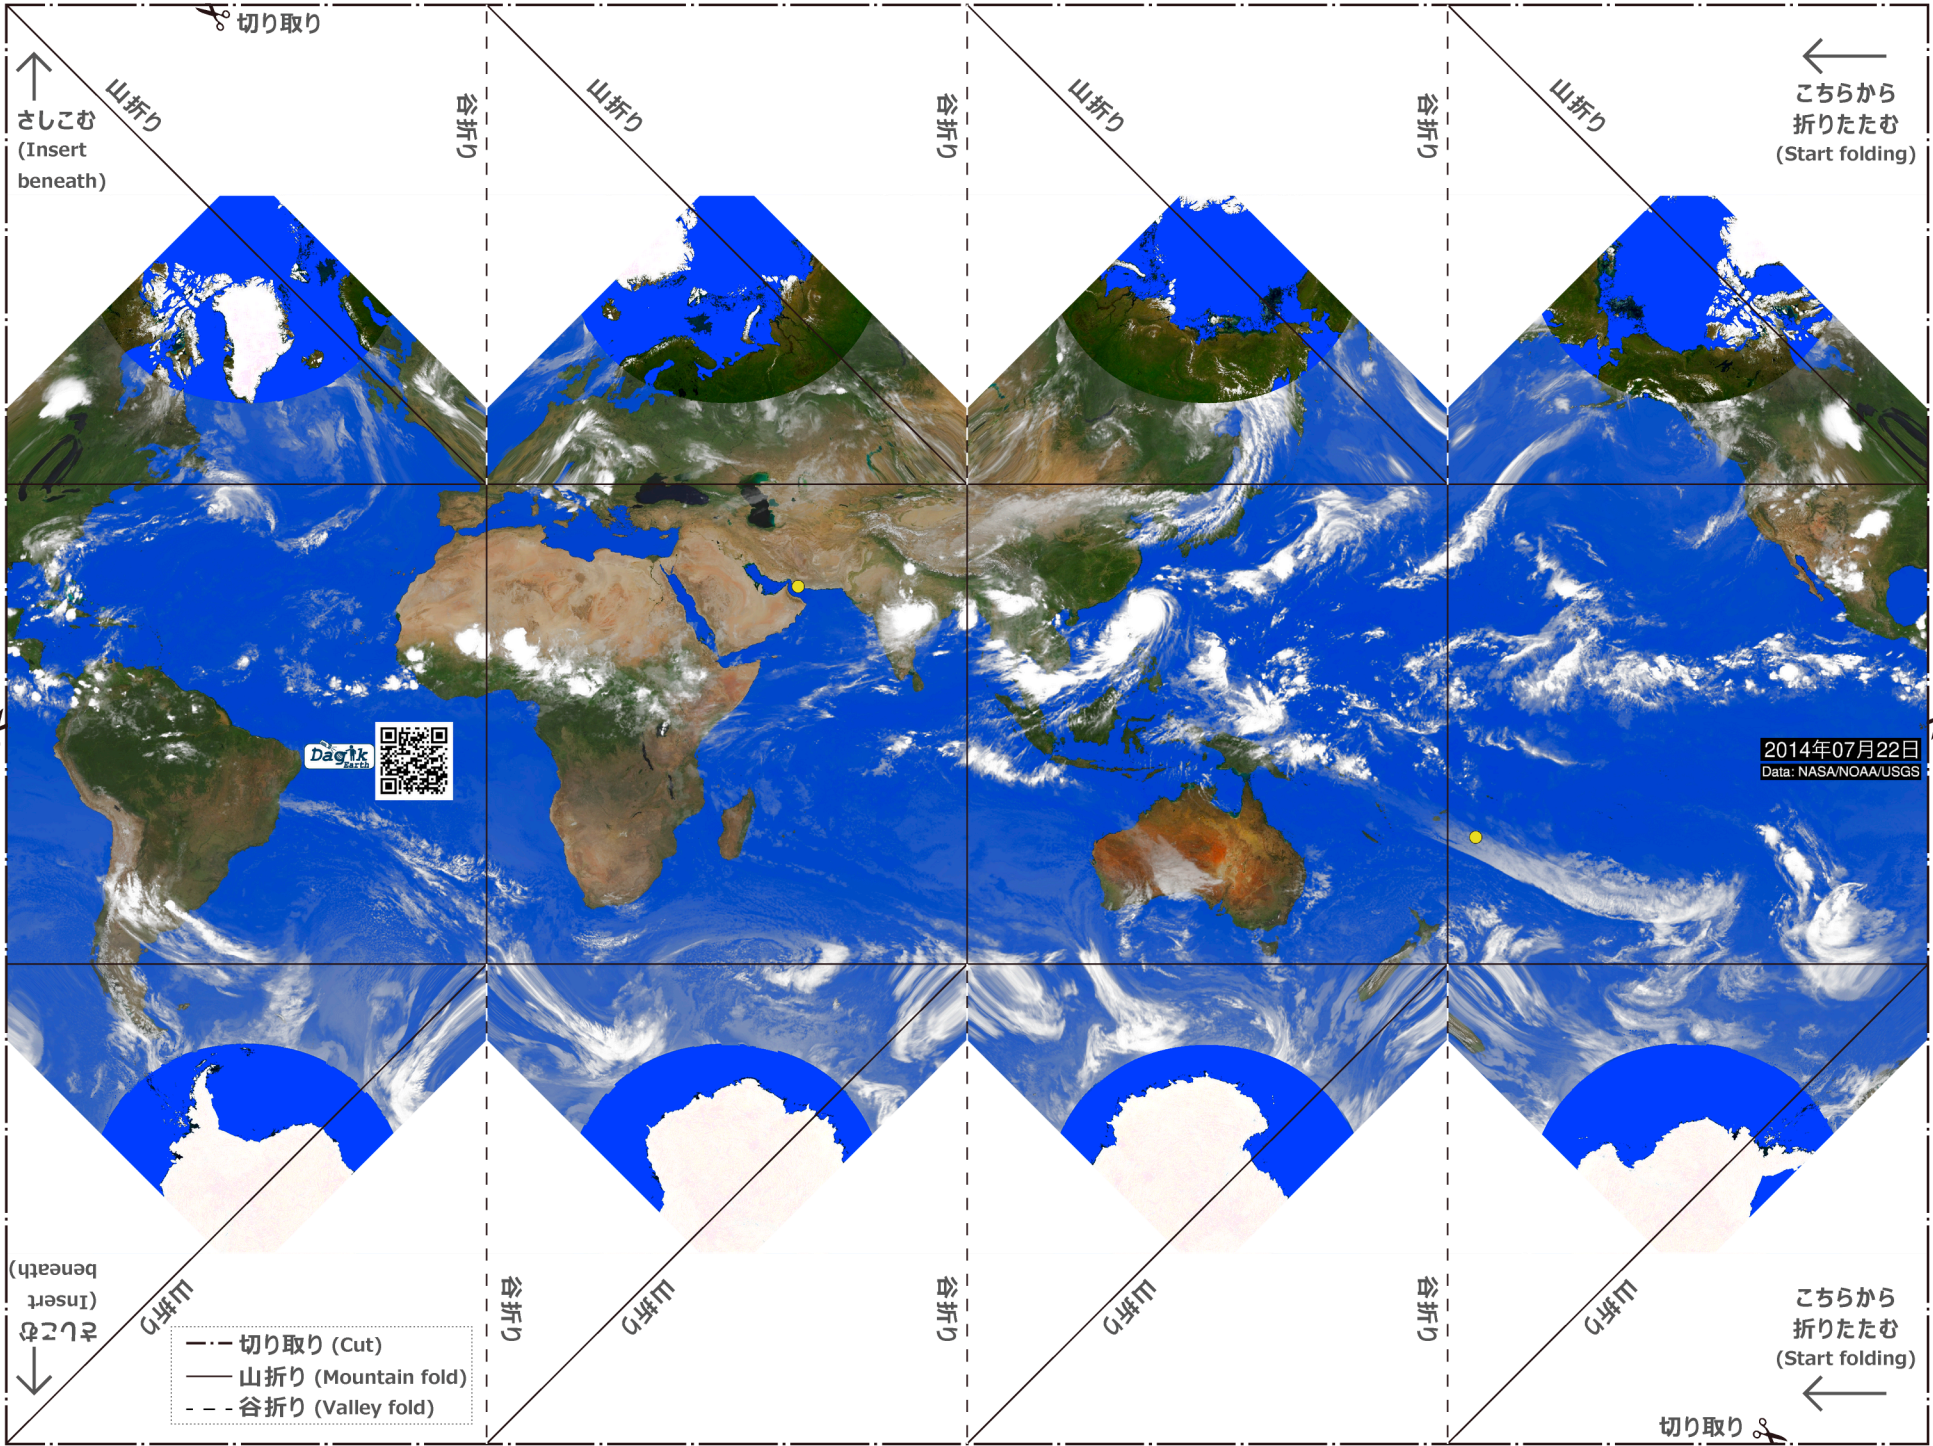 切り取り
山折り
谷折り
山折り
谷折り
山折り
谷折り
山折り
さしこむ
(Insert
beneath)
こちらから
折りたたむ
(Start folding)
Dagik
Earth
2014年07月22日
Data: NASA/NOAA/USGS
さしこむ
(Insert
beneath)
山折り
谷折り
山折り
谷折り
山折り
谷折り
山折り
こちらから
折りたたむ
(Start folding)
切り取り (Cut)
山折り (Mountain fold)
谷折り (Valley fold)
切り取り